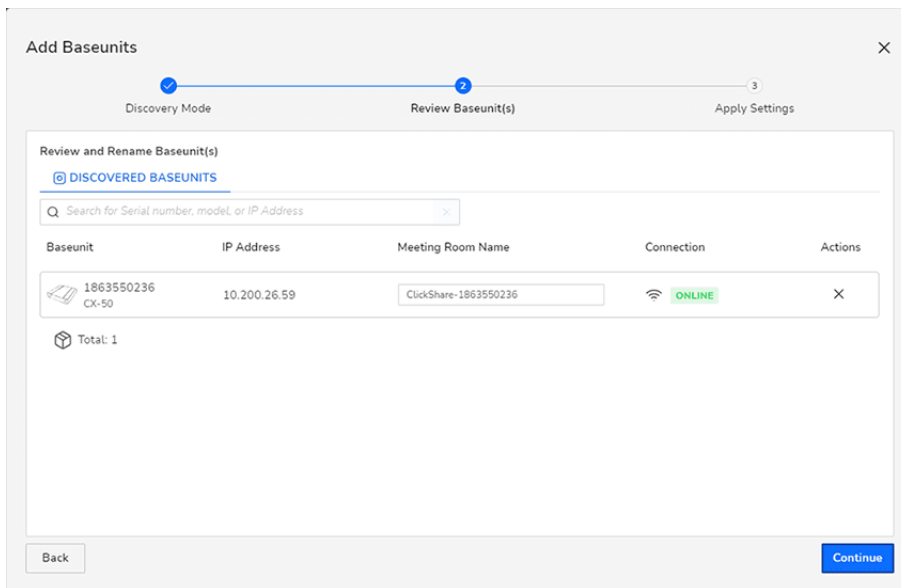 Add Baseunits
2 3
Discovery Mode Review Baseunit(s) Apply Settings
Review and Rename Baseunit(s)
DISCOVERED BASEUNITS
Search for Serial number, model, or IP Address
Baseunit IP Address Meeting Room Name Connection Actions
1863550236
CX-50
10.200.26.59 ClickShare-1863550236 ONLINE
Total: 1
Back Continue